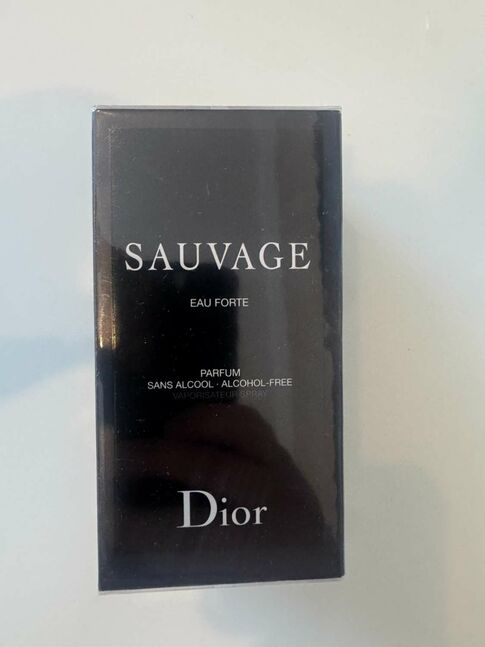 SAUVAGE
EAU FORTE
PARFUM
SANS ALCOOL · ALCOHOL-FREE
VAPORISATEUR SPRAY
Dior